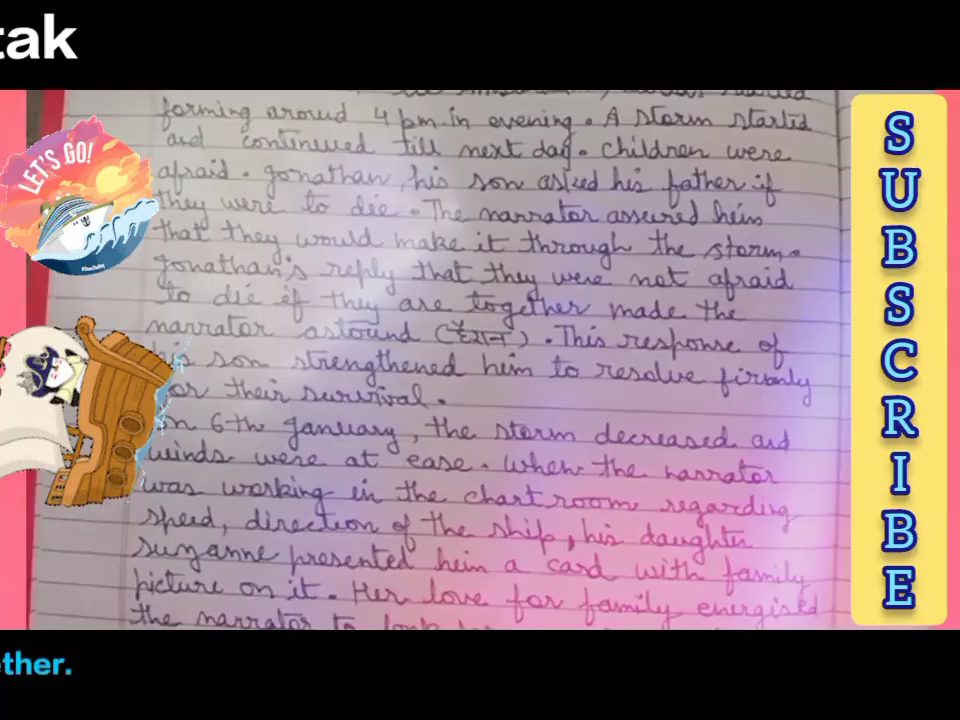 tak
forming around 4 pm in evening. A storm started
and continued till next day. Children were
afraid. Jonathan, his son asked his father if
they were to die. The narrator assured heim
that they would make it through the storm.
Jonathan's reply that they were not afraid
to die if they are together made the
narrator astound (हैरान). This response of
his son strengthened him to resolve firmly
for their survival.
On 6th January, the storm decreased and
winds were at ease. When the narrator
was working in the chart room regarding
speed, direction of the ship, his daughter
Suzanne presented heim a card with family
picture on it. Her love for family energised
the narrator to look
LET'S GO!
SUBSCRIBE
ther.